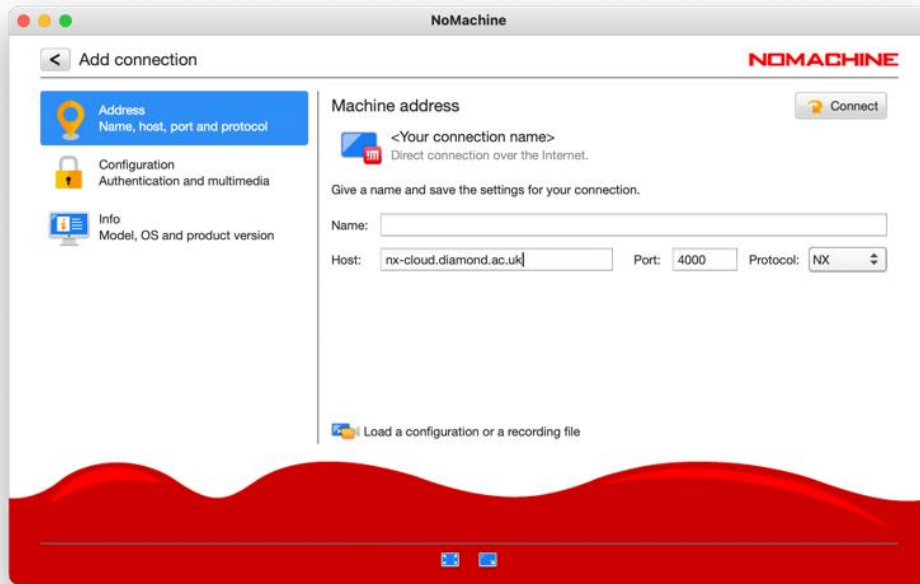 NoMachine
Add connection
NOMACHINE
Address
Name, host, port and protocol
Configuration
Authentication and multimedia
Info
Model, OS and product version
Machine address
Connect
<Your connection name>
!m
Direct connection over the Internet.
Give a name and save the settings for your connection.
Name:
Host: nx-cloud.diamond.ac.uk Port: 4000 Protocol: NX
Load a configuration or a recording file